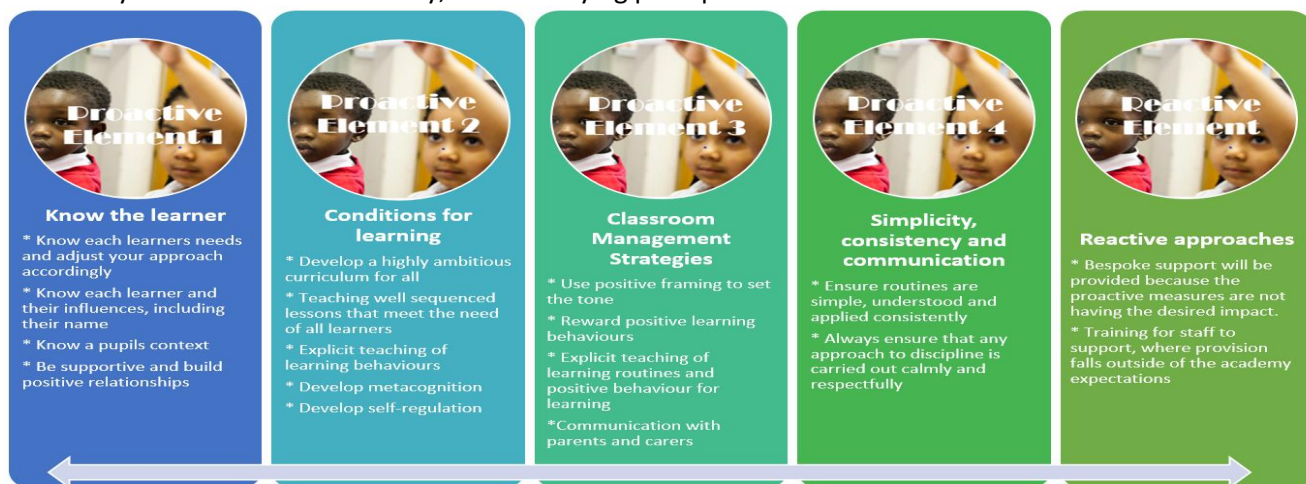 Proactive
Element 1
Know the learner
* Know each learners needs
and adjust your approach
accordingly
* Know each learner and
their influences, including
their name
* Know a pupils context
* Be supportive and build
positive relationships
Proactive
Element 2
Conditions for
learning
* Develop a highly ambitious
curriculum for all
* Teaching well sequenced
lessons that meet the need
of all learners
* Explicit teaching of
learning behaviours
* Develop metacognition
* Develop self-regulation
Proactive
Element 3
Classroom
Management
Strategies
* Use positive framing to set
the tone
* Reward positive learning
behaviours
* Explicit teaching of
learning routines and
positive behaviour for
learning
*Communication with
parents and carers
Proactive
Element 4
Simplicity,
consistency and
communication
* Ensure routines are
simple, understood and
applied consistently
* Always ensure that any
approach to discipline is
carried out calmly and
respectfully
Reactive
Element
Reactive approaches
* Bespoke support will be
provided because the
proactive measures are not
having the desired impact.
* Training for staff to
support, where provision
falls outside of the academy
expectations